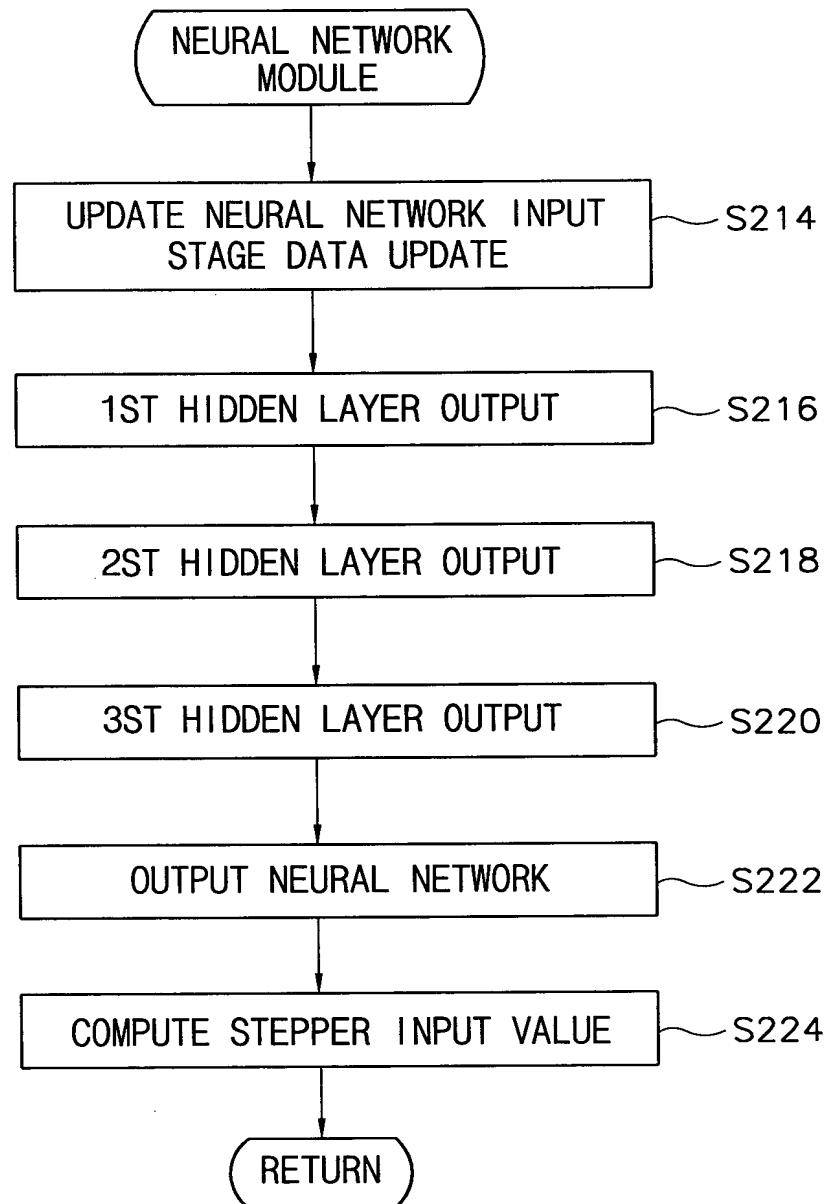 NEURAL NETWORK
MODULE
UPDATE NEURAL NETWORK INPUT
STAGE DATA UPDATE
S214
1ST HIDDEN LAYER OUTPUT
S216
2ST HIDDEN LAYER OUTPUT
S218
3ST HIDDEN LAYER OUTPUT
S220
OUTPUT NEURAL NETWORK
S222
COMPUTE STEPPER INPUT VALUE
S224
RETURN